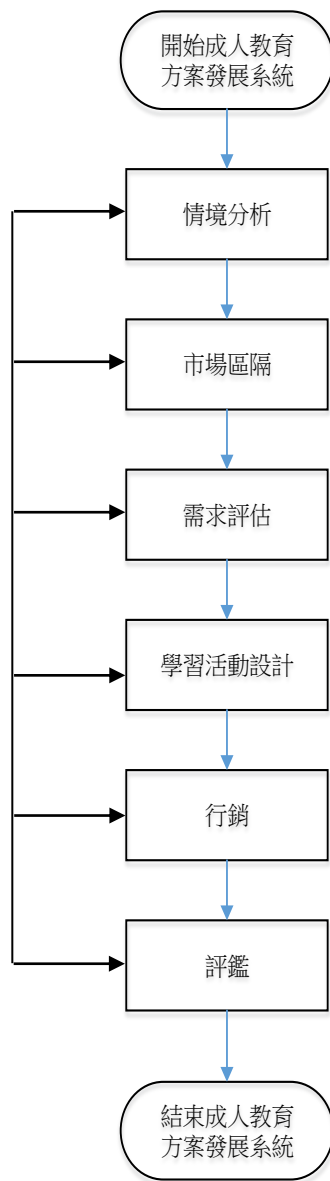 開始成人教育
方案發展系統
情境分析
市場區隔
需求評估
學習活動設計
行銷
評鑑
結束成人教育
方案發展系統